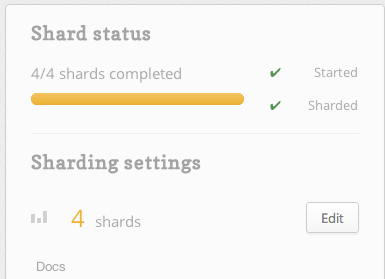 Shard status
4/4 shards completed
Started
Sharded
Sharding settings
4 shards
Edit
Docs